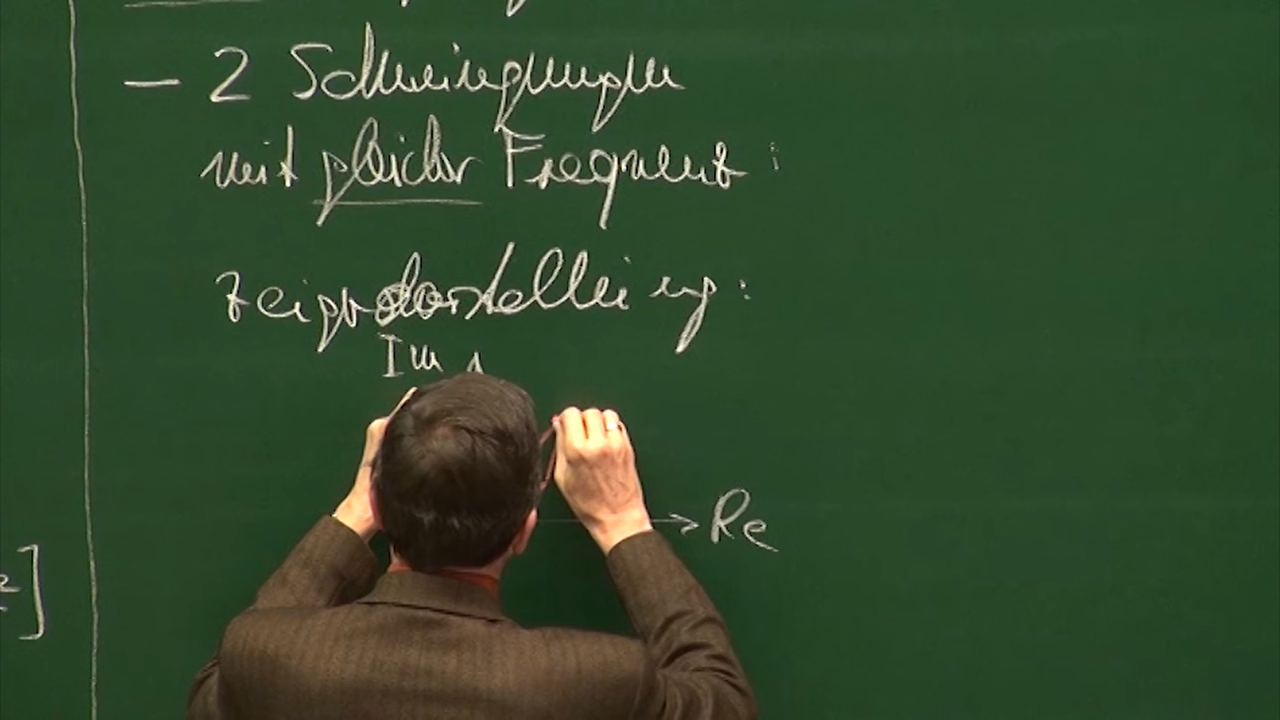 – 2 Schwingungen
mit gleicher Frequenz :
Zeigerdarstellung :
Im
Re
]